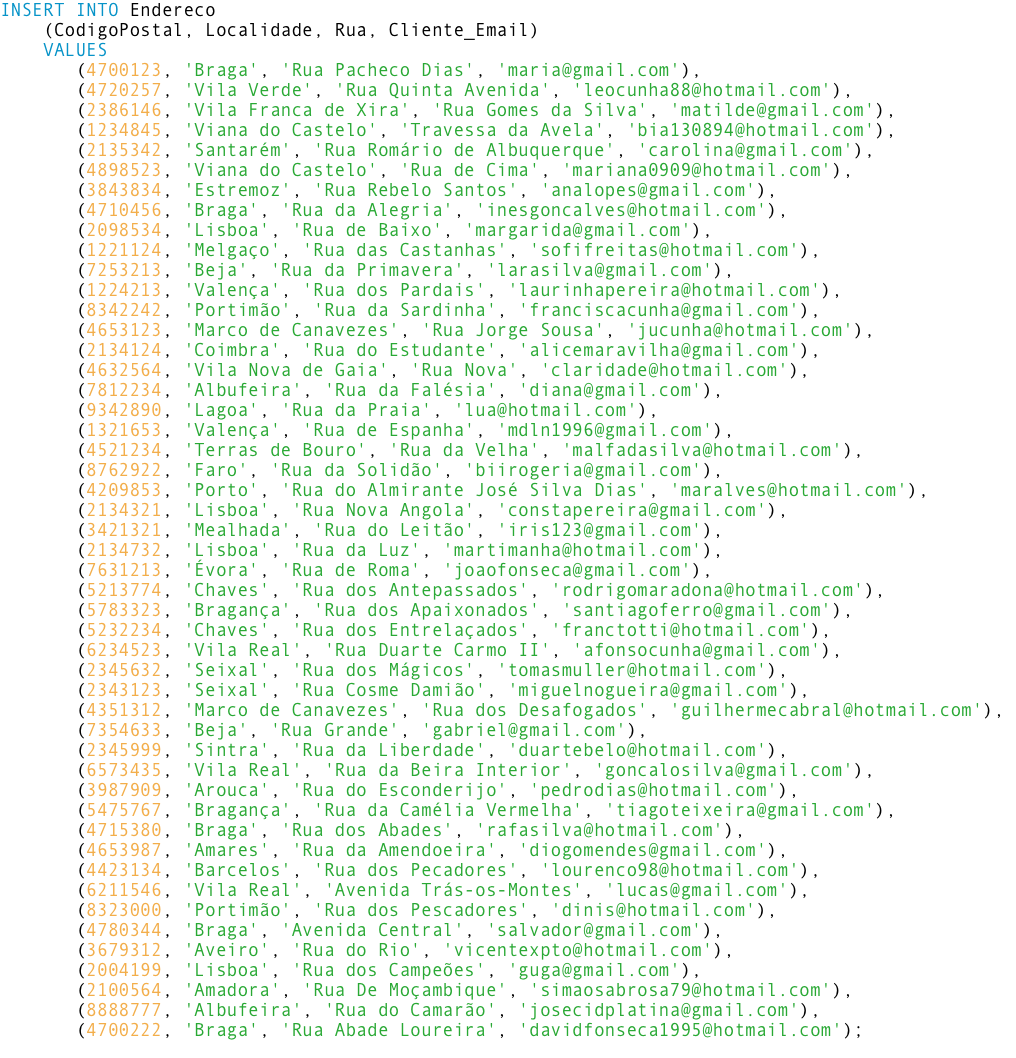 INSERT INTO Endereco
(CodigoPostal, Localidade, Rua, Cliente_Email)
VALUES
(4700123, 'Braga', 'Rua Pacheco Dias', 'maria@gmail.com'),
(4720257, 'Vila Verde', 'Rua Quinta Avenida', 'leocunha88@hotmail.com'),
(2386146, 'Vila Franca de Xira', 'Rua Gomes da Silva', 'matilde@gmail.com'),
(1234845, 'Viana do Castelo', 'Travessa da Avela', 'bia130894@hotmail.com'),
(2135342, 'Santarém', 'Rua Romário de Albuquerque', 'carolina@gmail.com'),
(4898523, 'Viana do Castelo', 'Rua de Cima', 'mariana0909@hotmail.com'),
(3843834, 'Estremoz', 'Rua Rebelo Santos', 'analopes@gmail.com'),
(4710456, 'Braga', 'Rua da Alegria', 'inesgoncalves@hotmail.com'),
(2098534, 'Lisboa', 'Rua de Baixo', 'margarida@gmail.com'),
(1221124, 'Melgaço', 'Rua das Castanhas', 'sofifreitas@hotmail.com'),
(7253213, 'Beja', 'Rua da Primavera', 'larasilva@gmail.com'),
(1224213, 'Valença', 'Rua dos Pardais', 'laurinhapereira@hotmail.com'),
(8342242, 'Portimão', 'Rua da Sardinha', 'franciscacunha@gmail.com'),
(4653123, 'Marco de Canavezes', 'Rua Jorge Sousa', 'jucunha@hotmail.com'),
(2134124, 'Coimbra', 'Rua do Estudante', 'alicemaravilha@gmail.com'),
(4632564, 'Vila Nova de Gaia', 'Rua Nova', 'claridade@hotmail.com'),
(7812234, 'Albufeira', 'Rua da Falésia', 'diana@gmail.com'),
(9342890, 'Lagoa', 'Rua da Praia', 'lua@hotmail.com'),
(1321653, 'Valença', 'Rua de Espanha', 'mdln1996@gmail.com'),
(4521234, 'Terras de Bouro', 'Rua da Velha', 'malfadasilva@hotmail.com'),
(8762922, 'Faro', 'Rua da Solidão', 'biirogeria@gmail.com'),
(4209853, 'Porto', 'Rua do Almirante José Silva Dias', 'maralves@hotmail.com'),
(2134321, 'Lisboa', 'Rua Nova Angola', 'constapereira@gmail.com'),
(3421321, 'Mealhada', 'Rua do Leitão', 'iris123@gmail.com'),
(2134732, 'Lisboa', 'Rua da Luz', 'martimanha@hotmail.com'),
(7631213, 'Évora', 'Rua de Roma', 'joaofonseca@gmail.com'),
(5213774, 'Chaves', 'Rua dos Antepassados', 'rodrigomaradona@hotmail.com'),
(5783323, 'Bragança', 'Rua dos Apaixonados', 'santiagoferro@gmail.com'),
(5232234, 'Chaves', 'Rua dos Entrelaçados', 'franctotti@hotmail.com'),
(6234523, 'Vila Real', 'Rua Duarte Carmo II', 'afonsocunha@gmail.com'),
(2345632, 'Seixal', 'Rua dos Mágicos', 'tomasmuller@hotmail.com'),
(2343123, 'Seixal', 'Rua Cosme Damião', 'miguelnogueira@gmail.com'),
(4351312, 'Marco de Canavezes', 'Rua dos Desafogados', 'guilhermecabral@hotmail.com'),
(7354633, 'Beja', 'Rua Grande', 'gabriel@gmail.com'),
(2345999, 'Sintra', 'Rua da Liberdade', 'duartebelo@hotmail.com'),
(6573435, 'Vila Real', 'Rua da Beira Interior', 'goncalosilva@gmail.com'),
(3987909, 'Arouca', 'Rua do Esconderijo', 'pedrodias@hotmail.com'),
(5475767, 'Bragança', 'Rua da Camélia Vermelha', 'tiagoteixeira@gmail.com'),
(4715380, 'Braga', 'Rua dos Abades', 'rafasilva@hotmail.com'),
(4653987, 'Amares', 'Rua da Amendoeira', 'diogomendes@gmail.com'),
(4423134, 'Barcelos', 'Rua dos Pecadores', 'lourenco98@hotmail.com'),
(6211546, 'Vila Real', 'Avenida Trás-os-Montes', 'lucas@gmail.com'),
(8323000, 'Portimão', 'Rua dos Pescadores', 'dinis@hotmail.com'),
(4780344, 'Braga', 'Avenida Central', 'salvador@gmail.com'),
(3679312, 'Aveiro', 'Rua do Rio', 'vicentexpto@hotmail.com'),
(2004199, 'Lisboa', 'Rua dos Campeões', 'guga@gmail.com'),
(2100564, 'Amadora', 'Rua De Moçambique', 'simaosabrosa79@hotmail.com'),
(8888777, 'Albufeira', 'Rua do Camarão', 'josecidplatina@gmail.com'),
(4700222, 'Braga', 'Rua Abade Loureira', 'davidfonseca1995@hotmail.com');